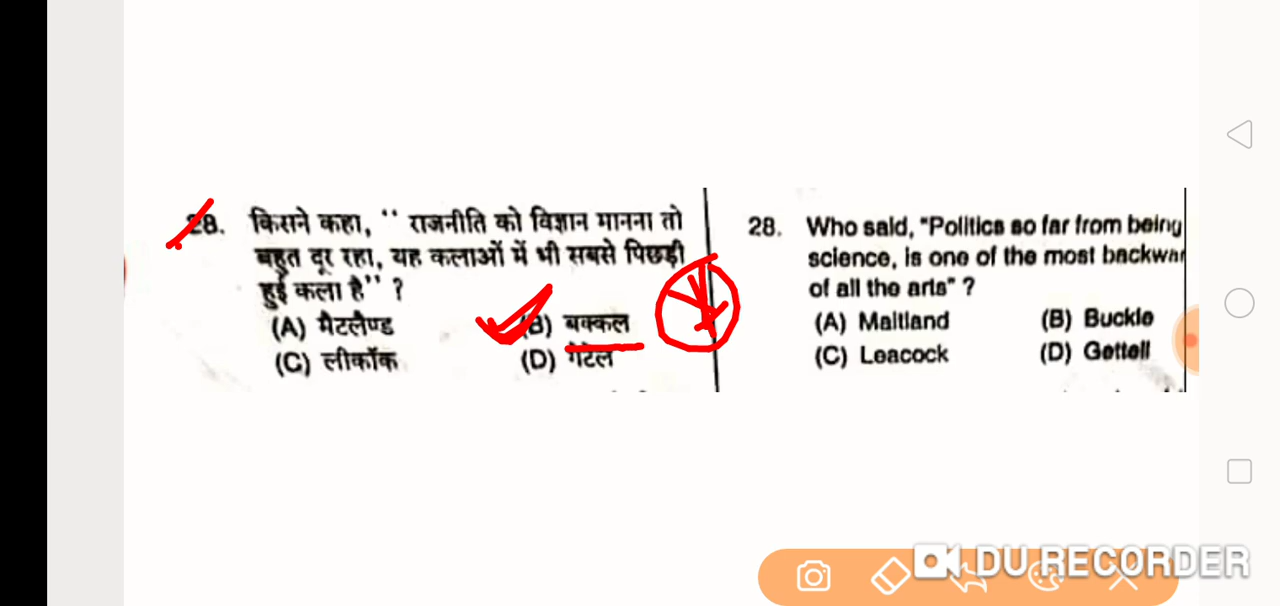 28. किसने कहा, '' राजनीति को विज्ञान मानना तो
बहुत दूर रहा, यह कलाओं में भी सबसे पिछड़ी
हुई कला है'' ?
(A) मैटलैण्ड (B) बक्कल
(C) लीकॉक (D) गेटेल
28. Who said, "Politics so far from being
science, is one of the most backwar
of all the arts" ?
(A) Maitland (B) Buckle
(C) Leacock (D) Gettell
DU RECORDER